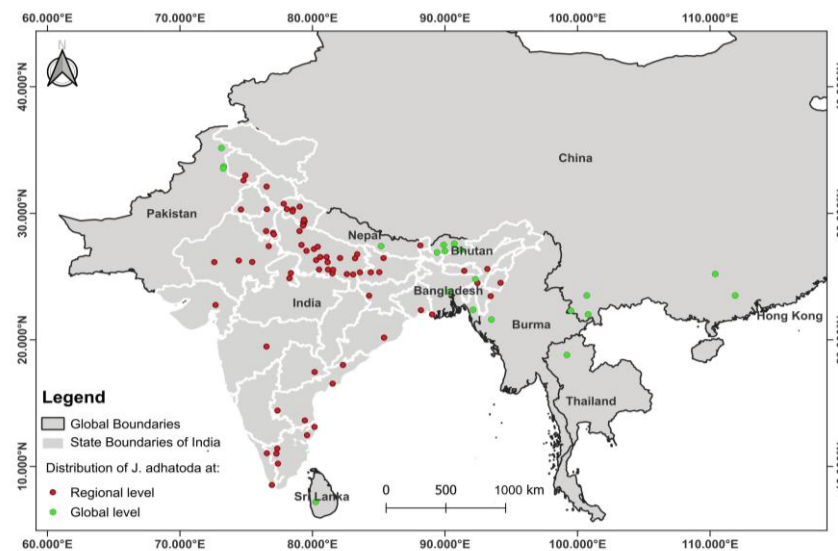 60.000°E 70.000°E 80.000°E 90.000°E 100.000°E 110.000°E
N
40.000°N
China
30.000°N
Pakistan
Nepal
Bhutan
Bangladesh
India
Burma
Hong Kong
20.000°N
Thailand
Legend
Global Boundaries
State Boundaries of India
Distribution of J. adhatoda at:
Regional level
Global level
10.000°N
Sri Lanka
0 500 1000 km
60.000°E 70.000°E 80.000°E 90.000°E 100.000°E 110.000°E